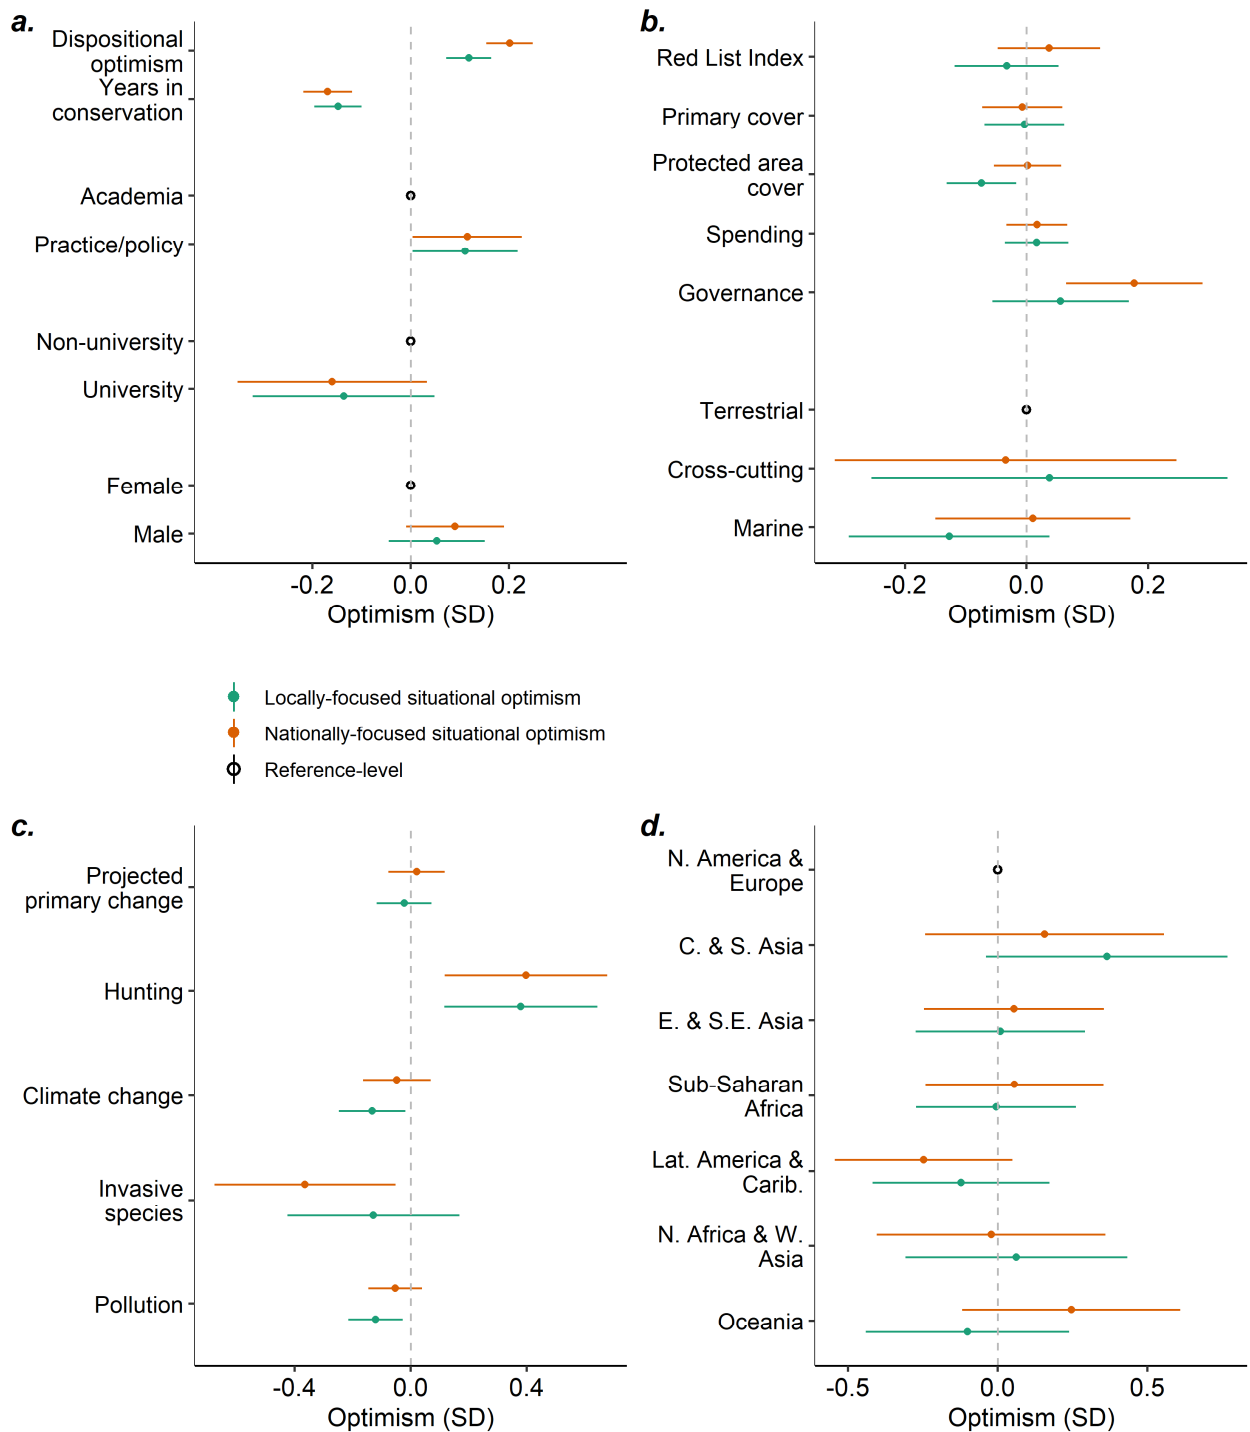 a.
Dispositional
optimism
Years in
conservation
Academia
Practice/policy
Non-university
University
Female
Male
-0.2
0.0
0.2
Optimism (SD)
b.
Red List Index
Primary cover
Protected area
cover
Spending
Governance
Terrestrial
Cross-cutting
Marine
-0.2
0.0
0.2
Optimism (SD)
Locally-focused situational optimism
Nationally-focused situational optimism
Reference-level
c.
Projected
primary change
Hunting
Climate change
Invasive
species
Pollution
-0.4
0.0
0.4
Optimism (SD)
d.
N. America &
Europe
C. & S. Asia
E. & S.E. Asia
Sub-Saharan
Africa
Lat. America &
Carib.
N. Africa & W.
Asia
Oceania
-0.5
0.0
0.5
Optimism (SD)